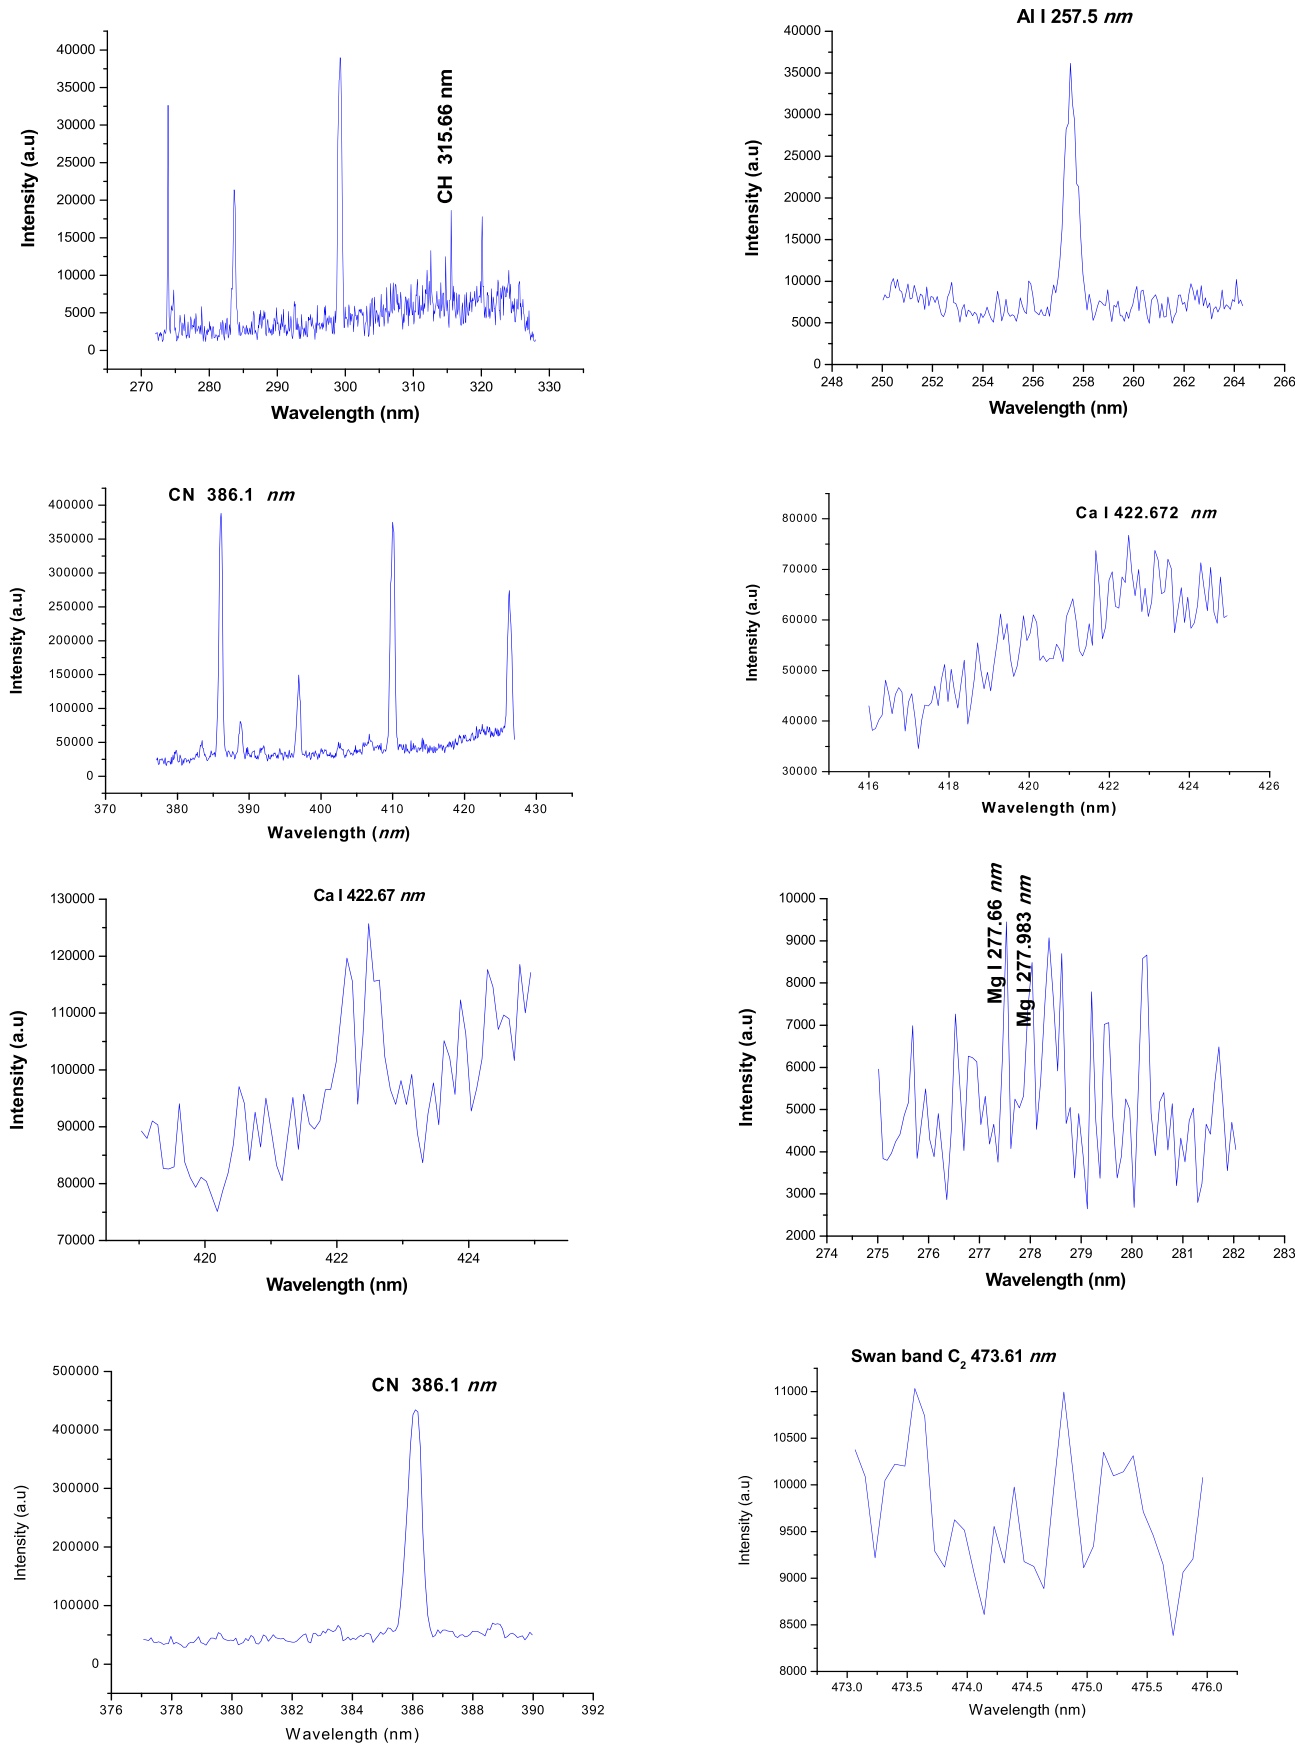 40000
35000
30000
25000
20000
15000
10000
5000
0
Intensity (a.u)
CH 315.66 nm
270 280 290 300 310 320 330
Wavelength (nm)
Al I 257.5 nm
40000
35000
30000
25000
20000
15000
10000
5000
0
Intensity (a.u)
248 250 252 254 256 258 260 262 264 266
Wavelength (nm)
CN 386.1 nm
400000
350000
300000
250000
200000
150000
100000
50000
0
Intensity (a.u)
370 380 390 400 410 420 430
Wavelength (nm)
Ca I 422.672 nm
80000
70000
60000
50000
40000
30000
Intensity (a.u)
416 418 420 422 424 426
Wavelength (nm)
Ca I 422.67 nm
130000
120000
110000
100000
90000
80000
70000
Intensity (a.u)
420 422 424
Wavelength (nm)
Mg I 277.66 nm
Mg I 277.983 nm
10000
9000
8000
7000
6000
5000
4000
3000
2000
Intensity (a.u)
274 275 276 277 278 279 280 281 282 283
Wavelength (nm)
CN 386.1 nm
500000
400000
300000
200000
100000
0
Intensity (a.u)
376 378 380 382 384 386 388 390 392
Wavelength (nm)
Swan band C2 473.61 nm
11000
10500
10000
9500
9000
8500
8000
Intensity (a.u)
473.0 473.5 474.0 474.5 475.0 475.5 476.0
Wavelength (nm)